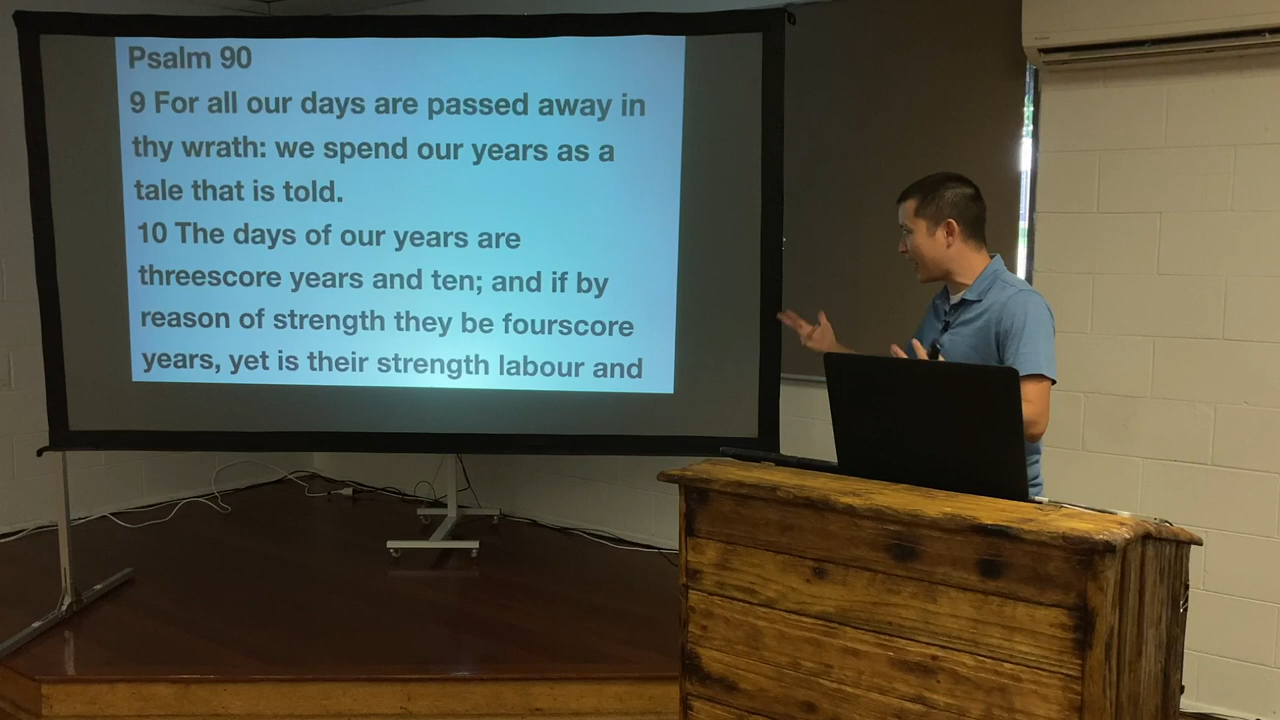 Psalm 90
9 For all our days are passed away in
thy wrath: we spend our years as a
tale that is told.
10 The days of our years are
threescore years and ten; and if by
reason of strength they be fourscore
years, yet is their strength labour and